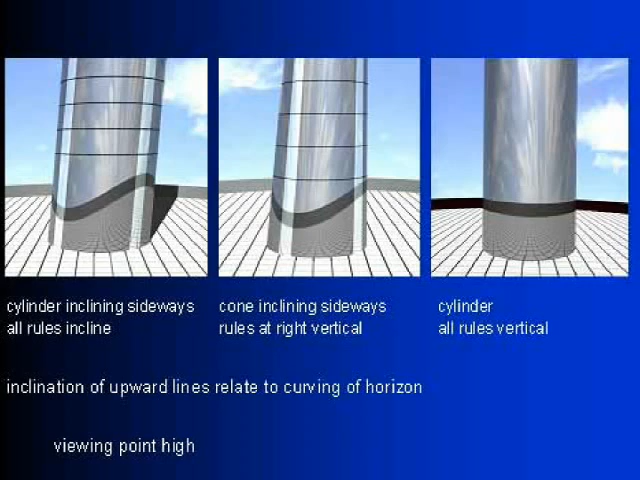 cylinder inclining sideways
all rules incline
cone inclining sideways
rules at right vertical
cylinder
all rules vertical
inclination of upward lines relate to curving of horizon
viewing point high